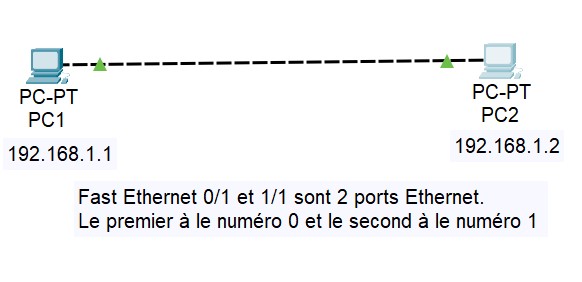 PC-PT
PC1
192.168.1.1
PC-PT
PC2
192.168.1.2
Fast Ethernet 0/1 et 1/1 sont 2 ports Ethernet.
Le premier à le numéro 0 et le second à le numéro 1